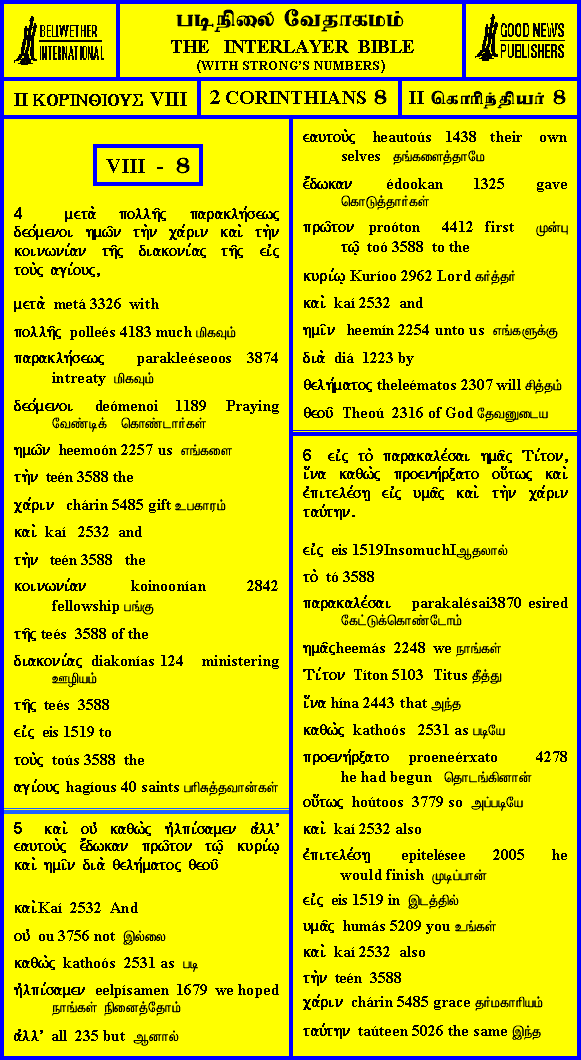 BELLWETHER
INTERNATIONAL
படிநிலை வேதாகமம்
THE INTERLAYER BIBLE
(WITH STRONG'S NUMBERS)
GOOD NEWS
PUBLISHERS
II ΚΟΡΙΝΘΙΟΥΣ VIII
2 CORINTHIANS 8
II கொரிந்தியர் 8
VIII - 8
4 μετὰ πολλῆς παρακλήσεως
δεόμενοι ημῶν τὴν χάριν καὶ τὴν
κοινωνίαν τῆς διακονίας τῆς εἰς
τοὺς αγίους,
μετὰ metá 3326 with
πολλῆς polleés 4183 much மிகவும்
παρακλήσεως parakleéseoos 3874
intreaty மிகவும்
δεόμενοι deómenoi 1189 Praying
வேண்டிக் கொண்டார்கள்
ημῶν heemoón 2257 us எங்களை
τὴν teén 3588 the
χάριν chárin 5485 gift உபகாரம்
καὶ kaí 2532 and
τὴν teén 3588 the
κοινωνίαν koinoonían 2842
fellowship பங்கு
τῆς teés 3588 of the
διακονίας diakonías 124 ministering
ஊழியம்
τῆς teés 3588
εἰς eis 1519 to
τοὺς toús 3588 the
αγίους hagíous 40 saints பரிசுத்தவான்கள்
5 καὶ οὐ καθὼς ἠλπίσαμεν ἀλλ’
εαυτοὺς ἔδωκαν πρῶτον τῷ κυρίῳ
καὶ ημῖν διὰ θελήματος θεοῦ
καὶ Kaí 2532 And
οὐ ou 3756 not இல்லை
καθὼς kathoós 2531 as படி
ἠλπίσαμεν eelpísamen 1679 we hoped
நாங்கள் நினைத்தோம்
ἀλλ’ all 235 but ஆனால்
εαυτοὺς heautoús 1438 their own
selves தங்களைத்தாமே
ἔδωκαν édookan 1325 gave
கொடுத்தார்கள்
πρῶτον proóton 4412 first முன்பு
τῷ toó 3588 to the
κυρίῳ Kuríoo 2962 Lord கர்த்தர்
καὶ kaí 2532 and
ημῖν heemín 2254 unto us எங்களுக்கு
διὰ diá 1223 by
θελήματος theleématos 2307 will சித்தம்
θεοῦ Theoú 2316 of God தேவனுடைய
6 εἰς τὸ παρακαλέσαι ημᾶς Τίτον,
ἵνα καθὼς προενήρξατο οὕτως καὶ
ἐπιτελέσῃ εἰς υμᾶς καὶ τὴν χάριν
ταύτην.
εἰς eis 1519InsomuchIஆதலால்
τὸ tó 3588
παρακαλέσαι parakalésai3870 esired
கேட்டுக்கொண்டோம்
ημᾶςheemás 2248 we நாங்கள்
Τίτον Títon 5103 Titus தீத்து
ἵνα hína 2443 that அந்த
καθὼς kathoós 2531 as படியே
προενήρξατο proeneérxato 4278
he had begun தொடங்கினான்
οὕτως hoútoos 3779 so அப்படியே
καὶ kaí 2532 also
ἐπιτελέσῃ epitelésee 2005 he
would finish முடிப்பான்
εἰς eis 1519 in இடத்தில்
υμᾶς humás 5209 you உங்கள்
καὶ kaí 2532 also
τὴν teén 3588
χάριν chárin 5485 grace தர்மகாரியம்
ταύτην taúteen 5026 the same இந்த